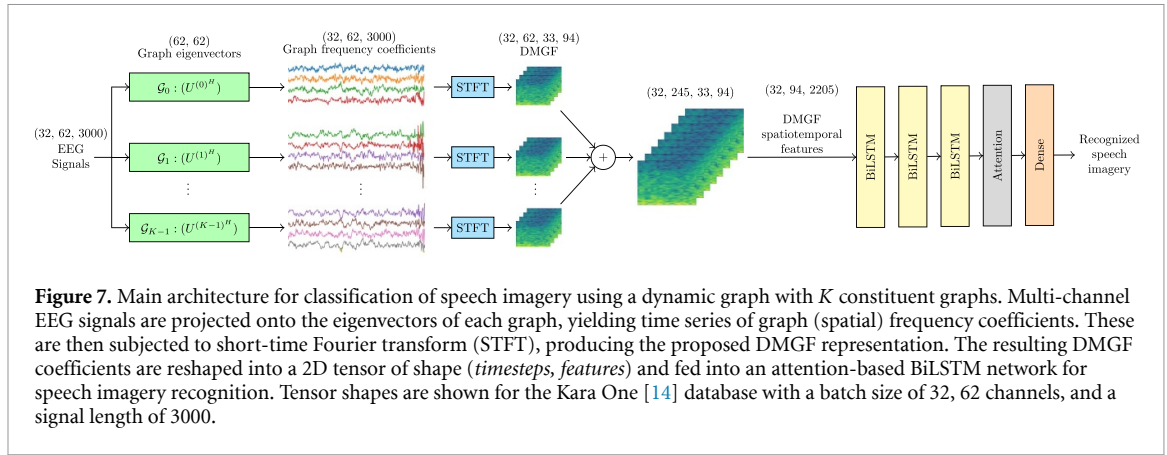 (62, 62)
Graph eigenvectors
(32, 62, 3000)
Graph frequency coefficients
(32, 62, 33, 94)
DMGF
(32, 62, 3000)
EEG
Signals
𝒢₀ : (U⁽⁰⁾ᴴ)
STFT
𝒢₁ : (U⁽¹⁾ᴴ)
STFT
⋮ ⋮ ⋮
𝒢_{K−1} : (U^{(K−1)^H})
STFT
+
(32, 245, 33, 94)
(32, 94, 2205)
DMGF
spatiotemporal
features
BiLSTM
BiLSTM
BiLSTM
Attention
Dense
Recognized
speech
imagery
Figure 7. Main architecture for classification of speech imagery using a dynamic graph with K constituent graphs. Multi-channel
EEG signals are projected onto the eigenvectors of each graph, yielding time series of graph (spatial) frequency coefficients. These
are then subjected to short-time Fourier transform (STFT), producing the proposed DMGF representation. The resulting DMGF
coefficients are reshaped into a 2D tensor of shape (timesteps, features) and fed into an attention-based BiLSTM network for
speech imagery recognition. Tensor shapes are shown for the Kara One [14] database with a batch size of 32, 62 channels, and a
signal length of 3000.